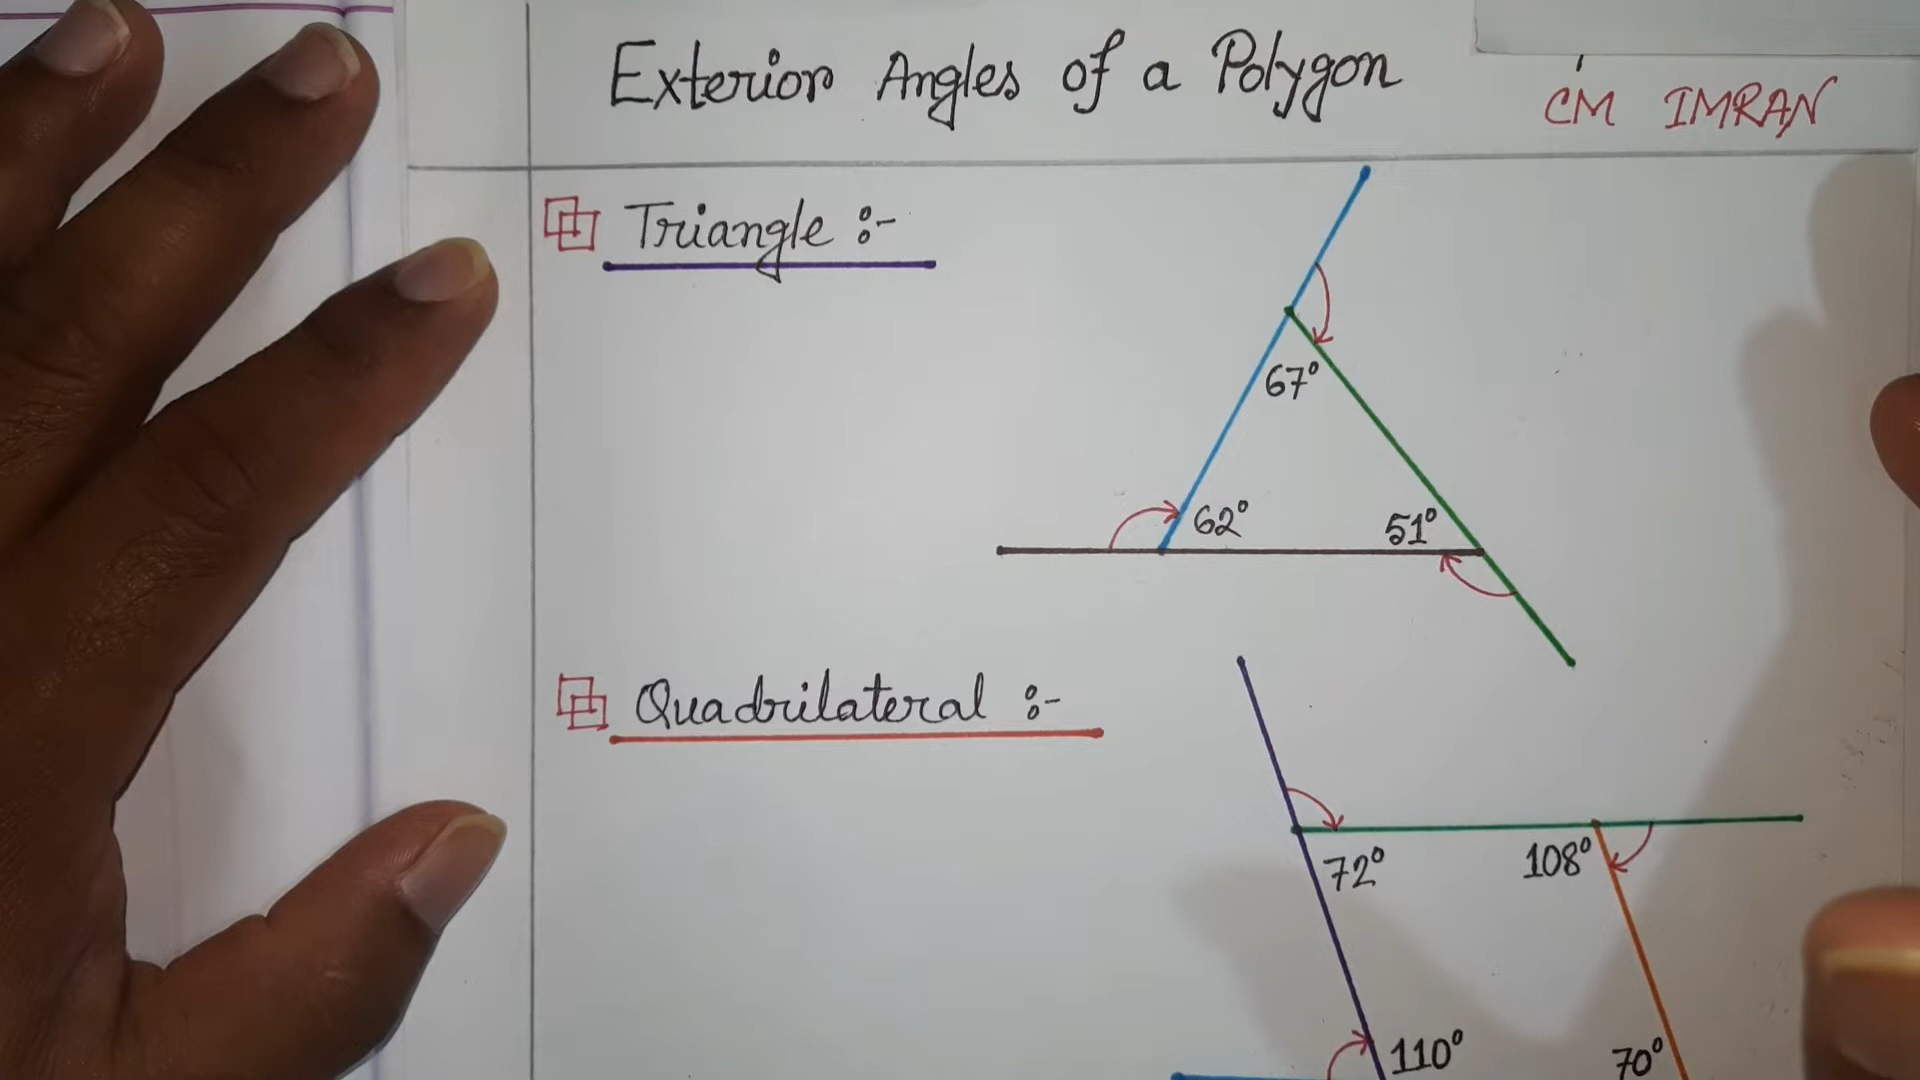 Exterior Angles of a Polygon
CM IMRAN
Triangle :-
67°
62°
51°
Quadrilateral :-
72°
108°
110°
70°